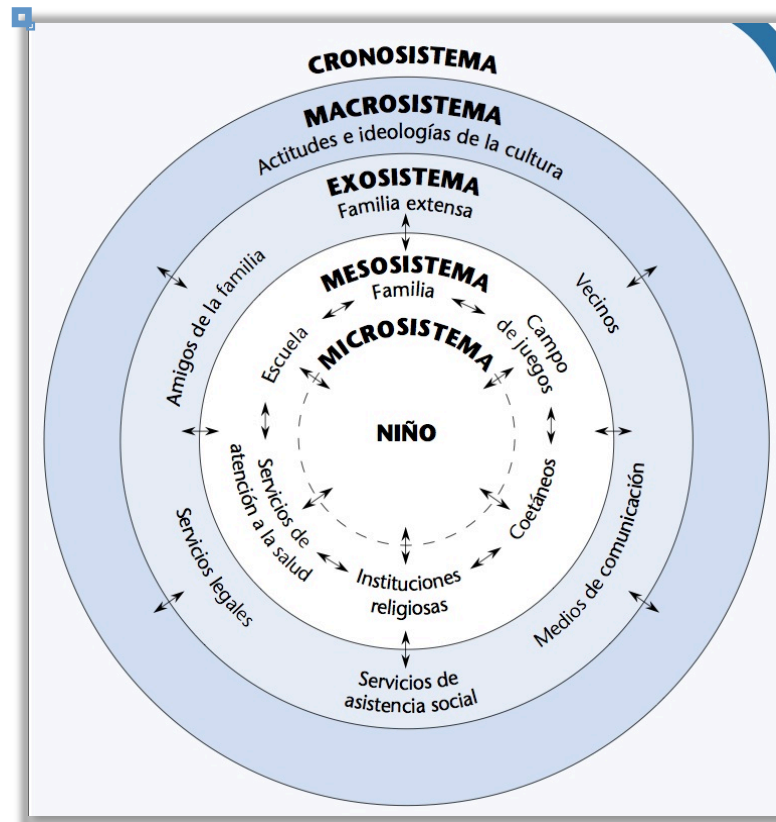 CRONOSISTEMA
MACROSISTEMA
Actitudes e ideologías de la cultura
EXOSISTEMA
Familia extensa
MESOSISTEMA
Familia
MICROSISTEMA
NIÑO
Escuela
Campo
de juegos
Amigos de la familia
Vecinos
Servicios de
atención a la salud
Coetáneos
Instituciones
religiosas
Servicios legales
Medios de comunicación
Servicios de
asistencia social